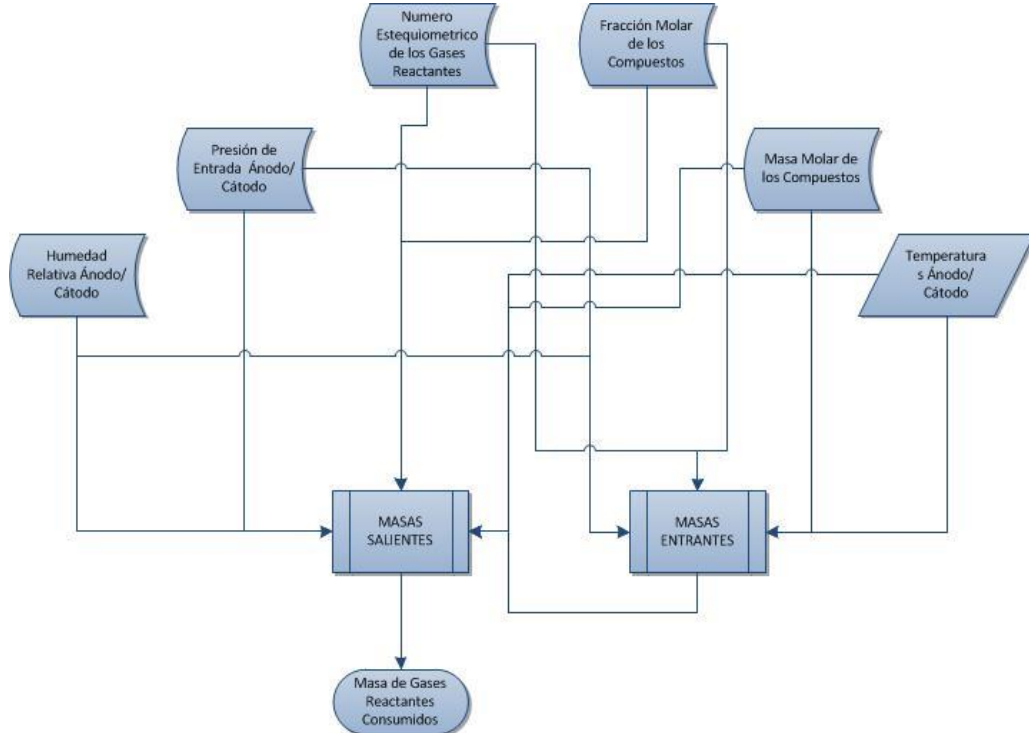 Numero
Estequiometrico
de los Gases
Reactantes
Fracción Molar
de los
Compuestos
Presión de
Entrada Ánodo/
Cátodo
Masa Molar de
los Compuestos
Humedad
Relativa Ánodo/
Cátodo
Temperatura
s Ánodo/
Cátodo
MASAS
SALIENTES
MASAS
ENTRANTES
Masa de Gases
Reactantes
Consumidos